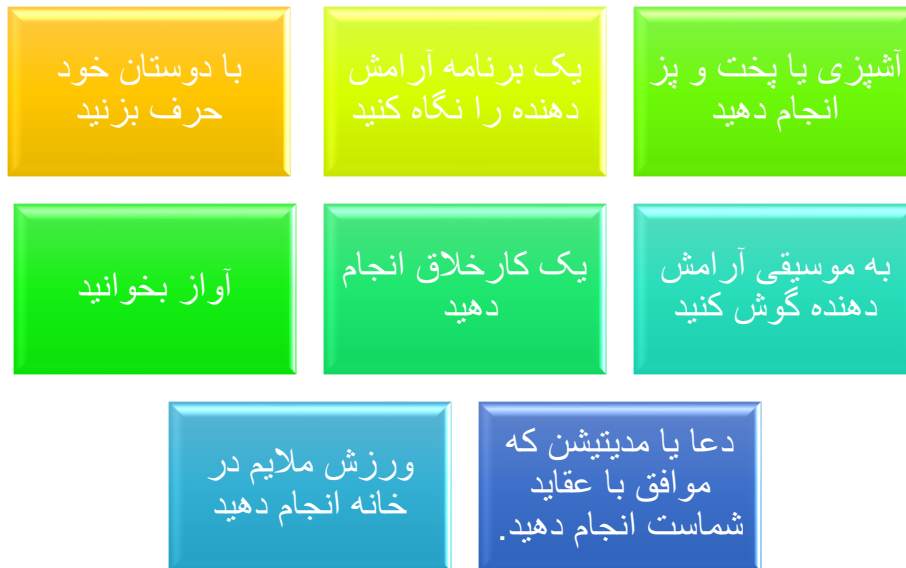 آشپزی یا پخت و پز
انجام دهید
یک برنامه آرامش
دهنده را نگاه کنید
با دوستان خود
حرف بزنید
به موسیقی آرامش
دهنده گوش کنید
یک کارخلاق انجام
دهید
آواز بخوانید
دعا یا مدیتیشن که
موافق با عقاید
شماست انجام دهید.
ورزش ملایم در
خانه انجام دهید